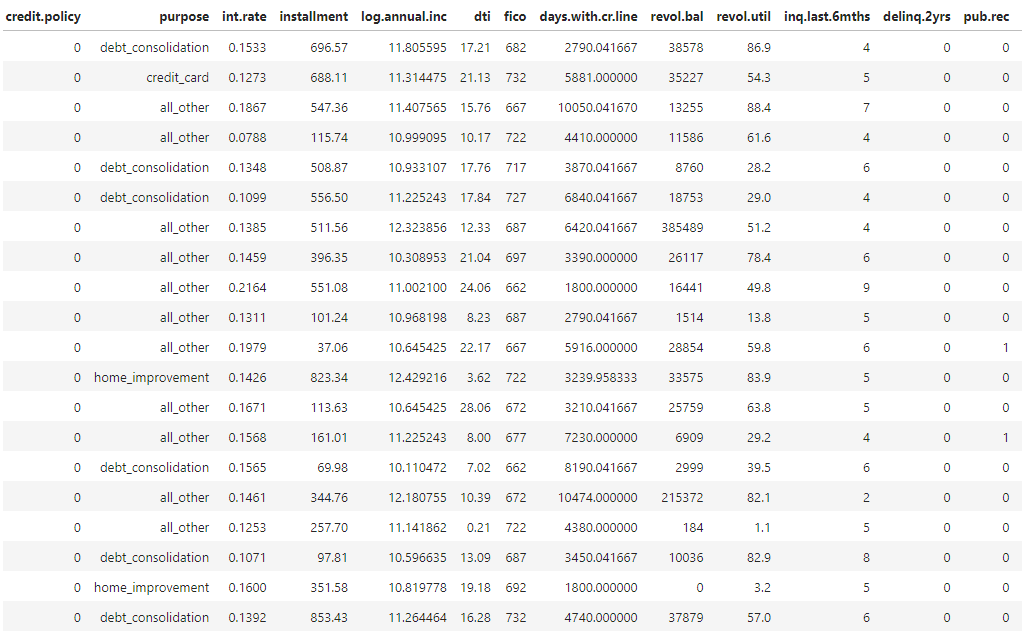 credit.policy purpose int.rate installment log.annual.inc dti fico days.with.cr.line revol.bal revol.util inq.last.6mths delinq.2yrs pub.rec
0 debt_consolidation 0.1533 696.57 11.805595 17.21 682 2790.041667 38578 86.9 4 0 0
0 credit_card 0.1273 688.11 11.314475 21.13 732 5881.000000 35227 54.3 5 0 0
0 all_other 0.1867 547.36 11.407565 15.76 667 10050.041670 13255 88.4 7 0 0
0 all_other 0.0788 115.74 10.999095 10.17 722 4410.000000 11586 61.6 4 0 0
0 debt_consolidation 0.1348 508.87 10.933107 17.76 717 3870.041667 8760 28.2 6 0 0
0 debt_consolidation 0.1099 556.50 11.225243 17.84 727 6840.041667 18753 29.0 4 0 0
0 all_other 0.1385 511.56 12.323856 12.33 687 6420.041667 385489 51.2 4 0 0
0 all_other 0.1459 396.35 10.308953 21.04 697 3390.000000 26117 78.4 6 0 0
0 all_other 0.2164 551.08 11.002100 24.06 662 1800.000000 16441 49.8 9 0 0
0 all_other 0.1311 101.24 10.968198 8.23 687 2790.041667 1514 13.8 5 0 0
0 all_other 0.1979 37.06 10.645425 22.17 667 5916.000000 28854 59.8 6 0 1
0 home_improvement 0.1426 823.34 12.429216 3.62 722 3239.958333 33575 83.9 5 0 0
0 all_other 0.1671 113.63 10.645425 28.06 672 3210.041667 25759 63.8 5 0 0
0 all_other 0.1568 161.01 11.225243 8.00 677 7230.000000 6909 29.2 4 0 1
0 debt_consolidation 0.1565 69.98 10.110472 7.02 662 8190.041667 2999 39.5 6 0 0
0 all_other 0.1461 344.76 12.180755 10.39 672 10474.000000 215372 82.1 2 0 0
0 all_other 0.1253 257.70 11.141862 0.21 722 4380.000000 184 1.1 5 0 0
0 debt_consolidation 0.1071 97.81 10.596635 13.09 687 3450.041667 10036 82.9 8 0 0
0 home_improvement 0.1600 351.58 10.819778 19.18 692 1800.000000 0 3.2 5 0 0
0 debt_consolidation 0.1392 853.43 11.264464 16.28 732 4740.000000 37879 57.0 6 0 0